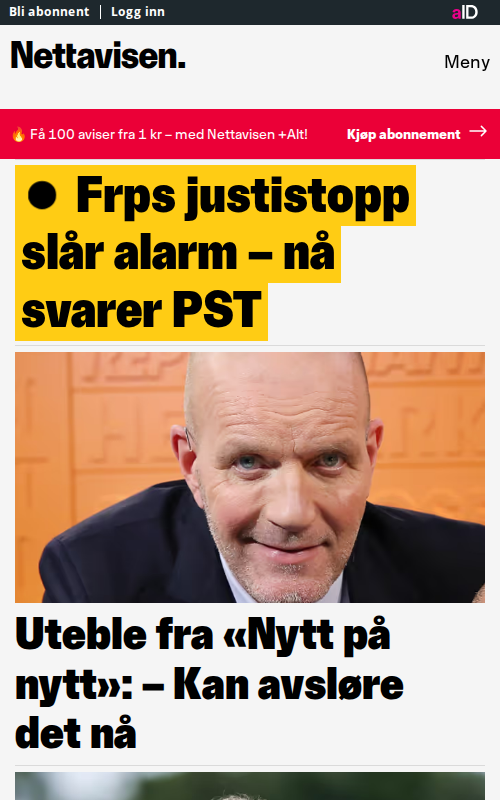 Bli abonnent | Logg inn
aID
Nettavisen.
Meny
🔥 Få 100 aviser fra 1 kr – med Nettavisen +Alt!
Kjøp abonnement →
● Frps justistopp
slår alarm – nå
svarer PST
Uteble fra «Nytt på
nytt»: – Kan avsløre
det nå